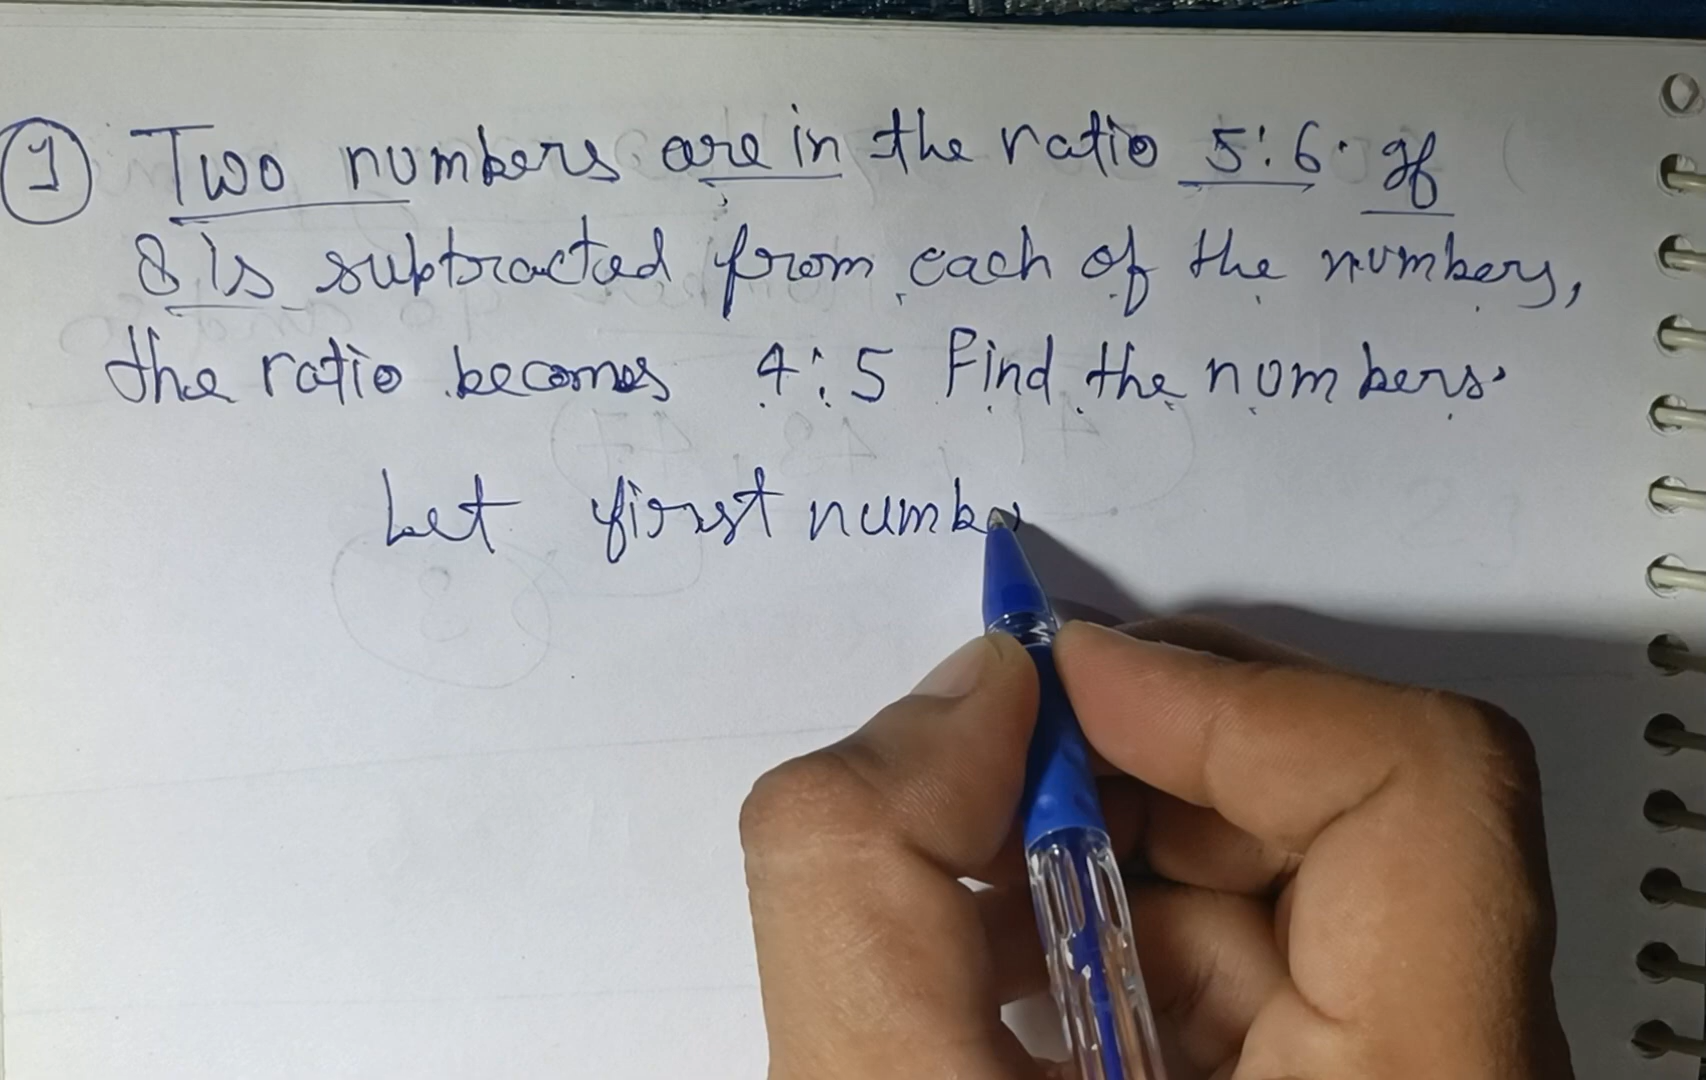 1 Two numbers are in the ratio 5:6. If
8 is subtracted from each of the numbers,
the ratio becomes 4:5 Find the numbers.
Let first numbe